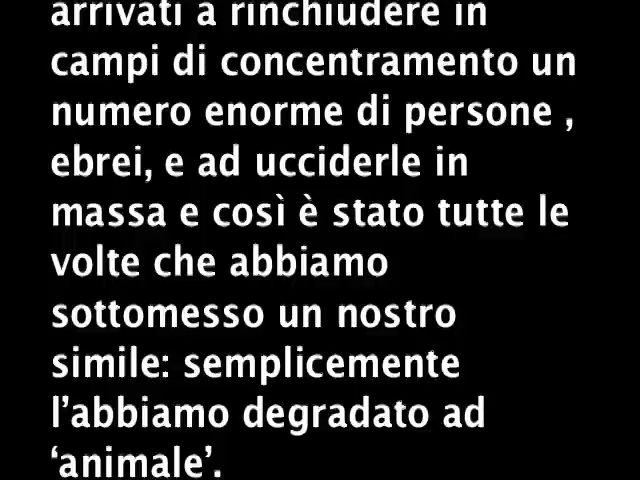 arrivati a rinchiudere in
campi di concentramento un
numero enorme di persone ,
ebrei, e ad ucciderle in
massa e così è stato tutte le
volte che abbiamo
sottomesso un nostro
simile: semplicemente
l’abbiamo degradato ad
‘animale’.